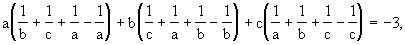 a(1/b + 1/c + 1/a − 1/a) + b(1/c + 1/a + 1/b − 1/b) + c(1/a + 1/b + 1/c − 1/c) = −3,